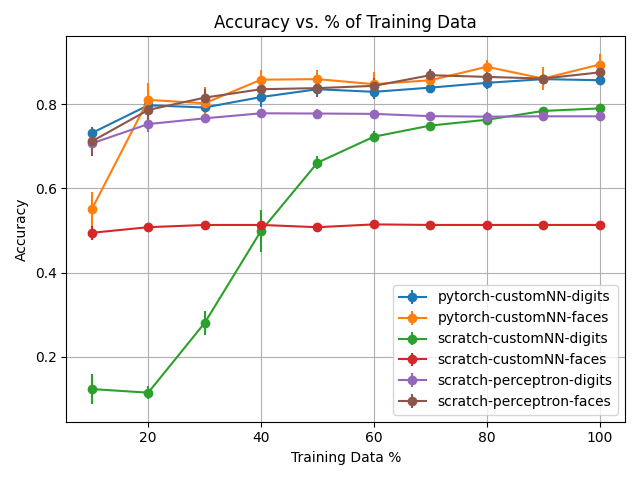 Accuracy vs. % of Training Data
Accuracy
0.8
0.6
0.4
0.2
pytorch-customNN-digits
pytorch-customNN-faces
scratch-customNN-digits
scratch-customNN-faces
scratch-perceptron-digits
scratch-perceptron-faces
20 40 60 80 100
Training Data %